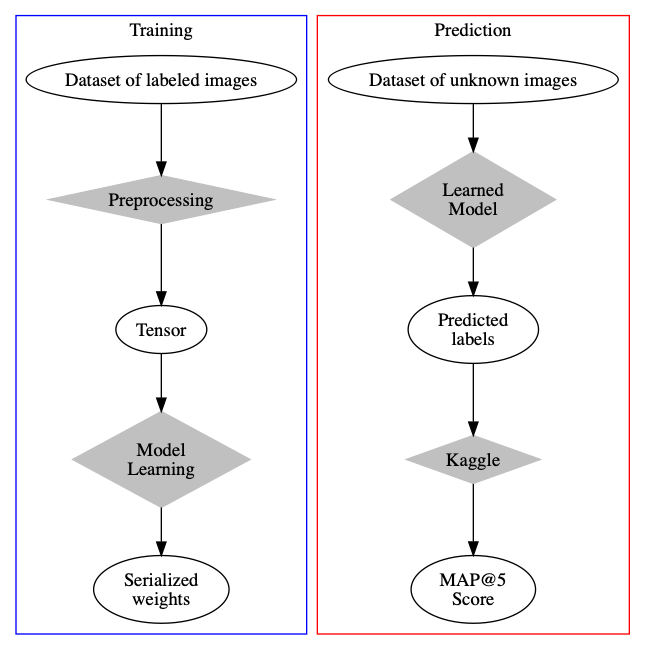 Training
Dataset of labeled images
Preprocessing
Tensor
Model
Learning
Serialized
weights
Prediction
Dataset of unknown images
Learned
Model
Predicted
labels
Kaggle
MAP@5
Score